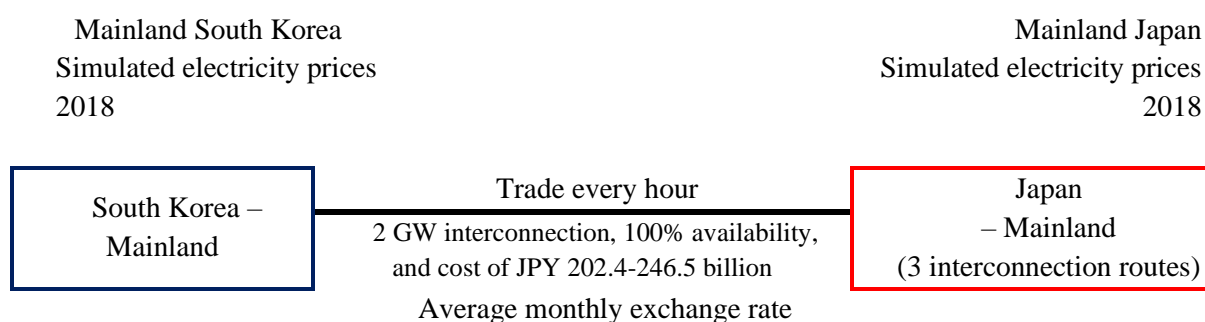 Mainland South Korea
Simulated electricity prices
2018
Mainland Japan
Simulated electricity prices
2018
South Korea –
Mainland
Trade every hour
2 GW interconnection, 100% availability,
and cost of JPY 202.4-246.5 billion
Average monthly exchange rate
Japan
– Mainland
(3 interconnection routes)